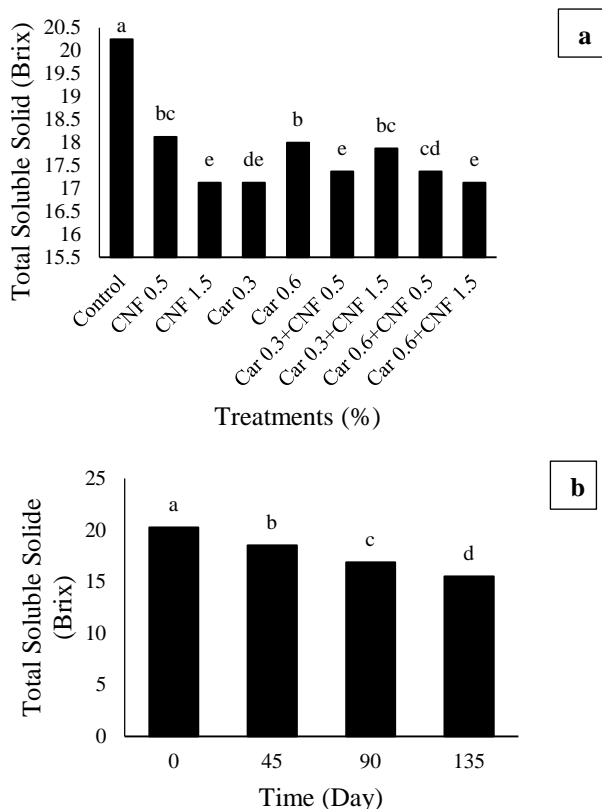 a
20.5
20
19.5
19
18.5
18
17.5
17
16.5
16
15.5
Total Soluble Solid (Brix)
a
bc
e
de
b
e
bc
cd
e
Control
CNF 0.5
CNF 1.5
Car 0.3
Car 0.6
Car 0.3+CNF 0.5
Car 0.3+CNF 1.5
Car 0.6+CNF 0.5
Car 0.6+CNF 1.5
Treatments (%)
b
25
20
15
10
5
0
Total Soluble Solide
(Brix)
a
b
c
d
0 45 90 135
Time (Day)